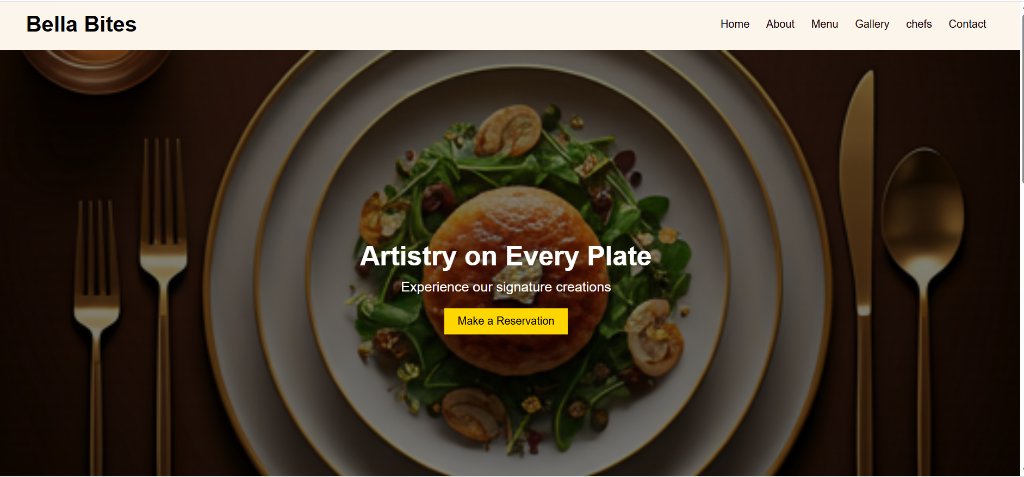 Bella Bites
Home About Menu Gallery chefs Contact
Artistry on Every Plate
Experience our signature creations
Make a Reservation